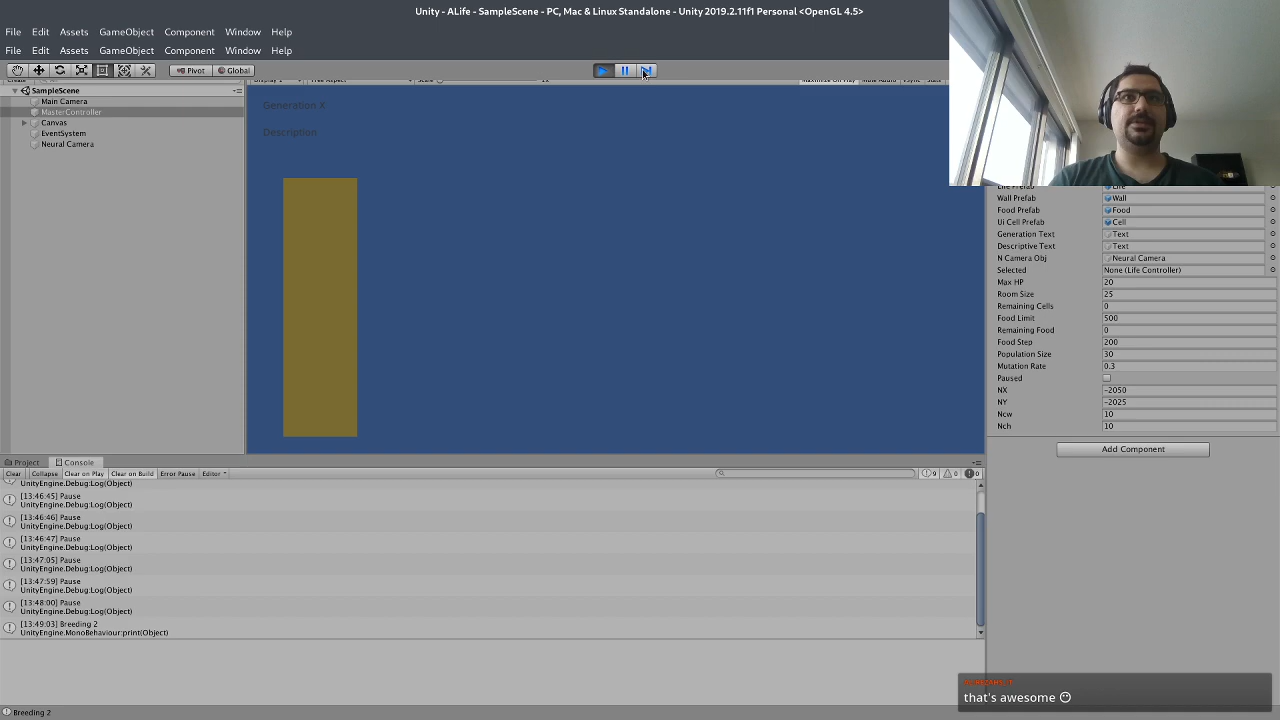 Unity - ALife - SampleScene - PC, Mac & Linux Standalone - Unity 2019.2.11f1 Personal <OpenGL 4.5>
File Edit Assets GameObject Component Window Help
File Edit Assets GameObject Component Window Help
Pivot Global
SampleScene
Main Camera
MasterController
Canvas
EventSystem
Neural Camera
Generation X
Description
Wall Prefab Wall
Food Prefab Food
Ui Cell Prefab Cell
Generation Text Text
Descriptive Text Text
N Camera Obj Neural Camera
Selected None (Life Controller)
Max HP 20
Room Size 25
Remaining Cells 0
Food Limit 500
Remaining Food 0
Food Step 200
Population Size 30
Mutation Rate 0.3
Paused
NX -2050
NY -2025
Ncw 10
Nch 10
Add Component
Project Console
Clear Collapse Clear on Play Clear on Build Error Pause Editor 9 0 0
UnityEngine.Debug:Log(Object)
[13:46:45] Pause
UnityEngine.Debug:Log(Object)
[13:46:46] Pause
UnityEngine.Debug:Log(Object)
[13:46:47] Pause
UnityEngine.Debug:Log(Object)
[13:47:05] Pause
UnityEngine.Debug:Log(Object)
[13:47:59] Pause
UnityEngine.Debug:Log(Object)
[13:48:00] Pause
UnityEngine.Debug:Log(Object)
[13:49:03] Breeding 2
UnityEngine.MonoBehaviour:print(Object)
that's awesome
Breeding 2